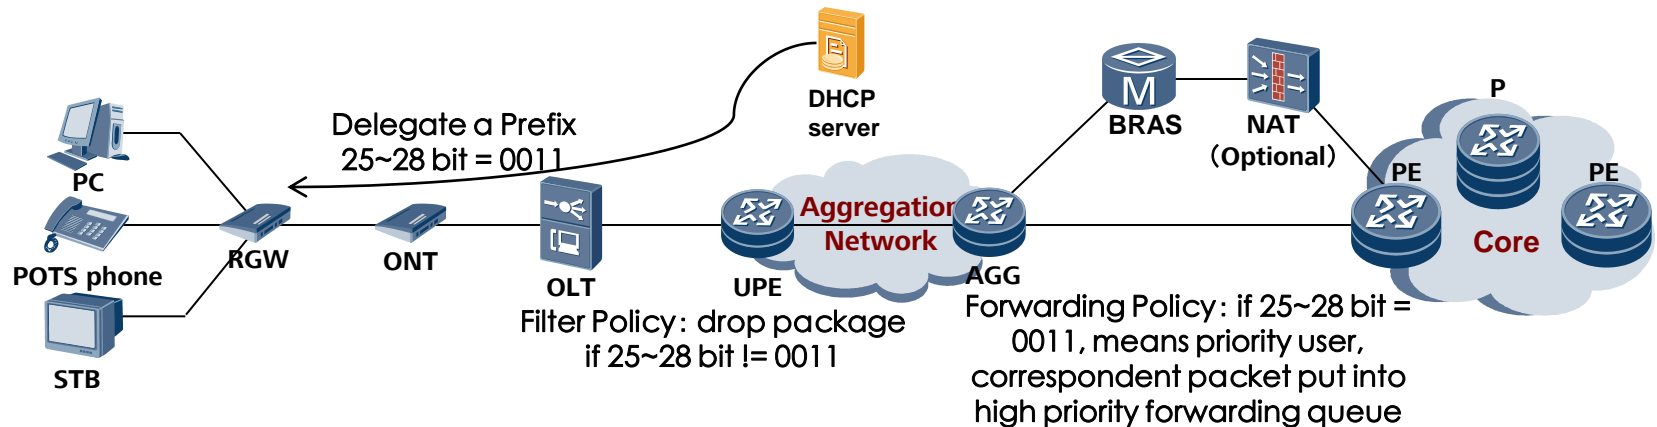 P
DHCP
server
BRAS
NAT
(Optional)
Delegate a Prefix
25~28 bit = 0011
PC
PE
PE
Aggregation
Network
Core
RGW
ONT
POTS phone
OLT
UPE
AGG
Filter Policy: drop package
if 25~28 bit != 0011
Forwarding Policy: if 25~28 bit =
0011, means priority user,
correspondent packet put into
high priority forwarding queue
STB
M